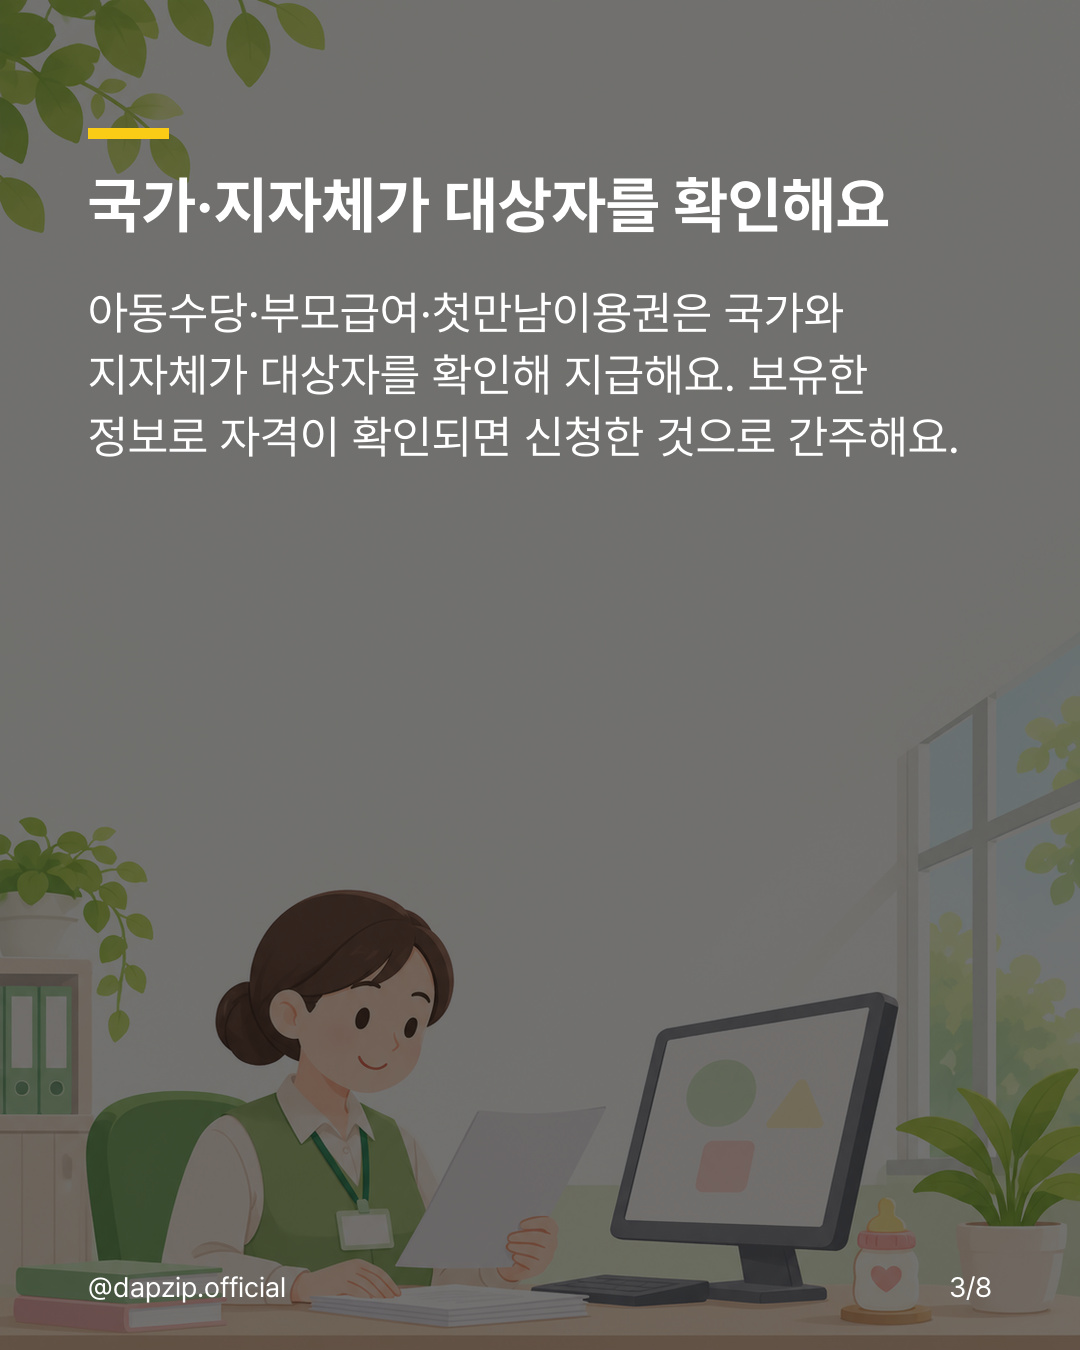 국가·지자체가 대상자를 확인해요
아동수당·부모급여·첫만남이용권은 국가와
지자체가 대상자를 확인해 지급해요. 보유한
정보로 자격이 확인되면 신청한 것으로 간주해요.
@dapzip.official
3/8